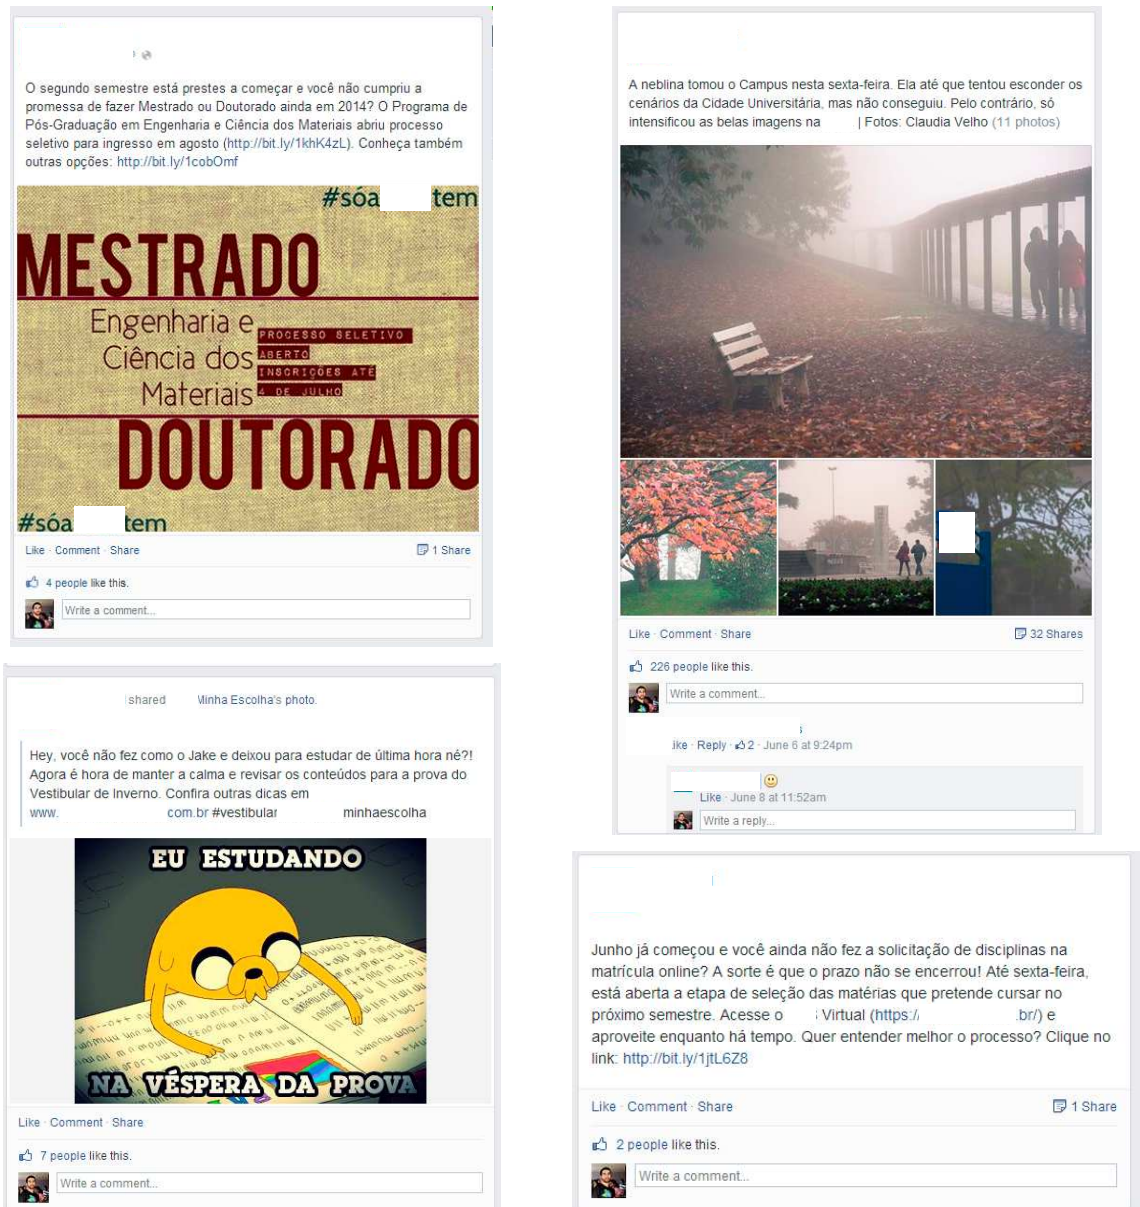 O segundo semestre está prestes a começar e você não cumpriu a
promessa de fazer Mestrado ou Doutorado ainda em 2014? O Programa de
Pós-Graduação em Engenharia e Ciência dos Materiais abriu processo
seletivo para ingresso em agosto (http://bit.ly/1khK4zL). Conheça também
outras opções: http://bit.ly/1cobOmf
#sóa tem
MESTRADO
Engenharia e
Ciência dos
Materiais
PROCESSO SELETIVO
ABERTO
INSCRIÇÕES ATÉ
4 DE JULHO
DOUTORADO
#sóa tem
Like · Comment · Share 1 Share
4 people like this.
Write a comment...
shared Minha Escolha's photo.
Hey, você não fez como o Jake e deixou para estudar de última hora né?!
Agora é hora de manter a calma e revisar os conteúdos para a prova do
Vestibular de Inverno. Confira outras dicas em
www. com.br #vestibular minhaescolha
EU ESTUDANDO
NA VÉSPERA DA PROVA
Like · Comment · Share
7 people like this.
Write a comment...
A neblina tomou o Campus nesta sexta-feira. Ela até que tentou esconder os
cenários da Cidade Universitária, mas não conseguiu. Pelo contrário, só
intensificou as belas imagens na | Fotos: Claudia Velho (11 photos)
Like · Comment · Share 32 Shares
226 people like this.
Write a comment...
Like · Reply · 2 · June 6 at 9:24pm
Like · June 8 at 11:52am
Write a reply...
Junho já começou e você ainda não fez a solicitação de disciplinas na
matrícula online? A sorte é que o prazo não se encerrou! Até sexta-feira,
está aberta a etapa de seleção das matérias que pretende cursar no
próximo semestre. Acesse o Virtual (https:// .br/) e
aproveite enquanto há tempo. Quer entender melhor o processo? Clique no
link: http://bit.ly/1jtL6Z8
Like · Comment · Share 1 Share
2 people like this.
Write a comment...